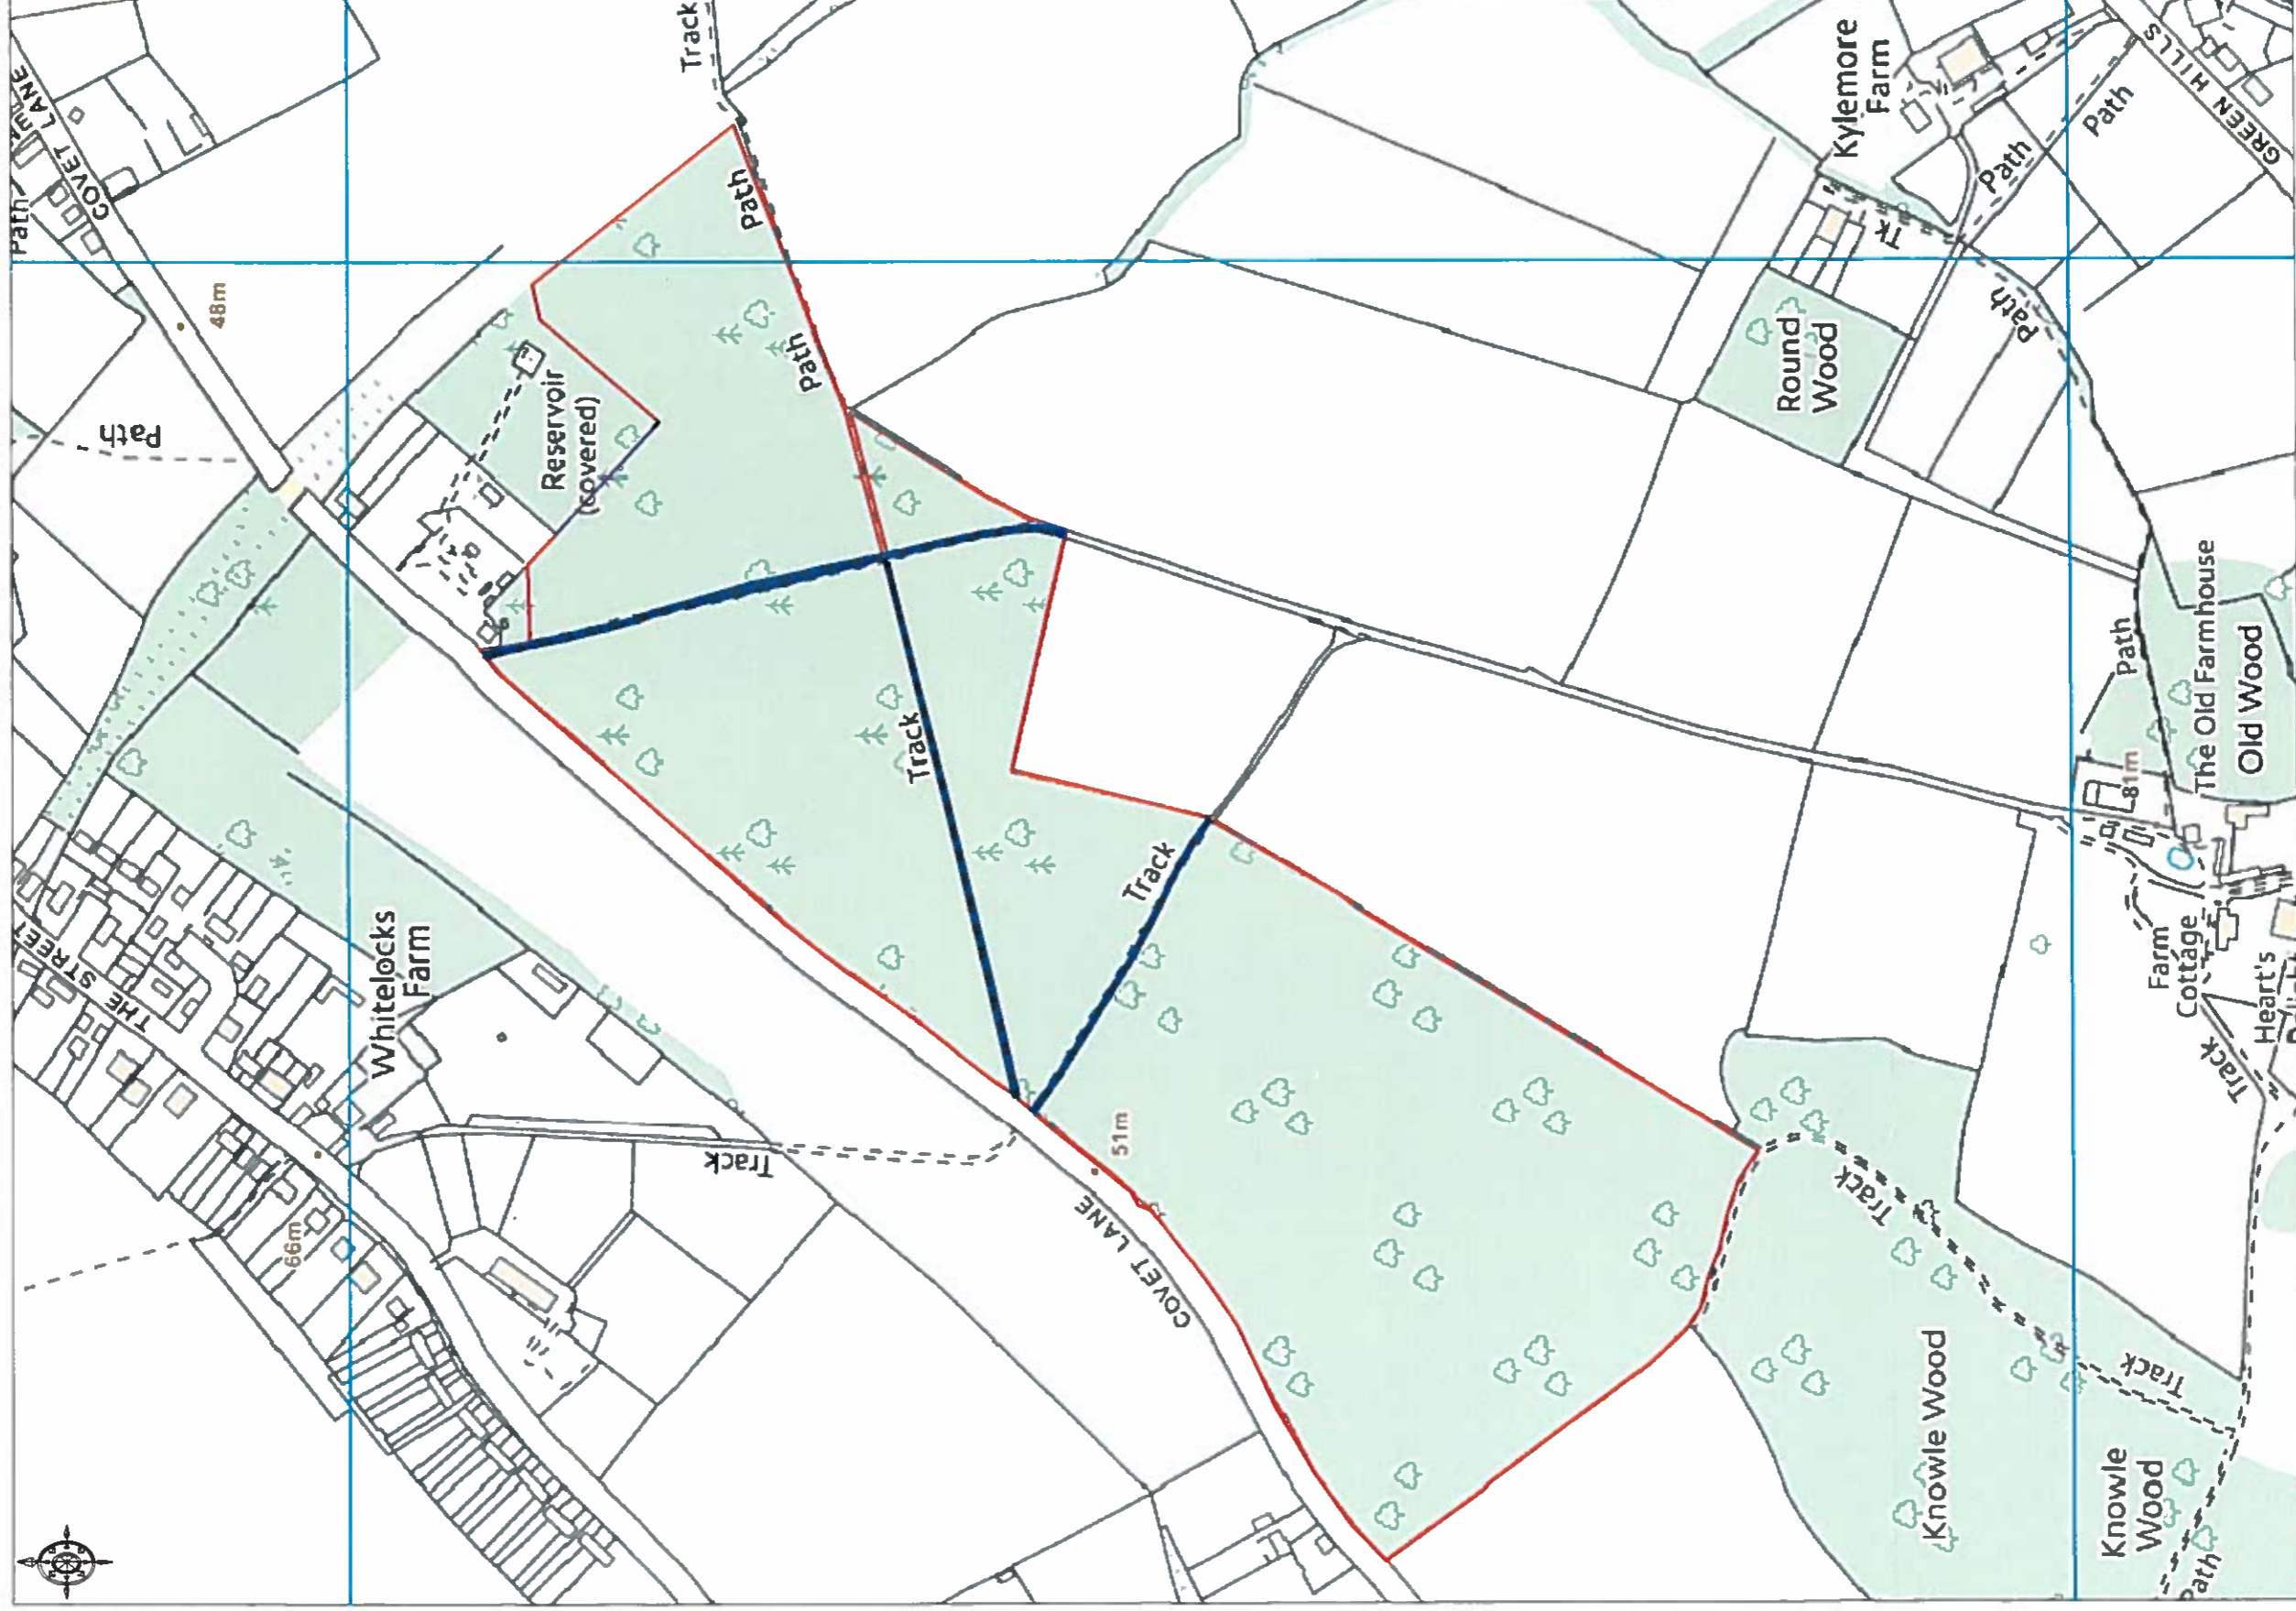 Path
COVET LANE
48m
Path
Track
Path
Path
Reservoir
(covered)
Kylemore
Farm
GREEN HILLS
Path
Path
Tk
Path
Round
Wood
THE STREET
Whitelocks
Farm
66m
Track
Track
Track
51m
COVET LANE
Path
The Old Farmhouse
Old Wood
81m
Farm
Cottage
Heart's
Track
Track
Track
Knowle Wood
Knowle
Wood
Path